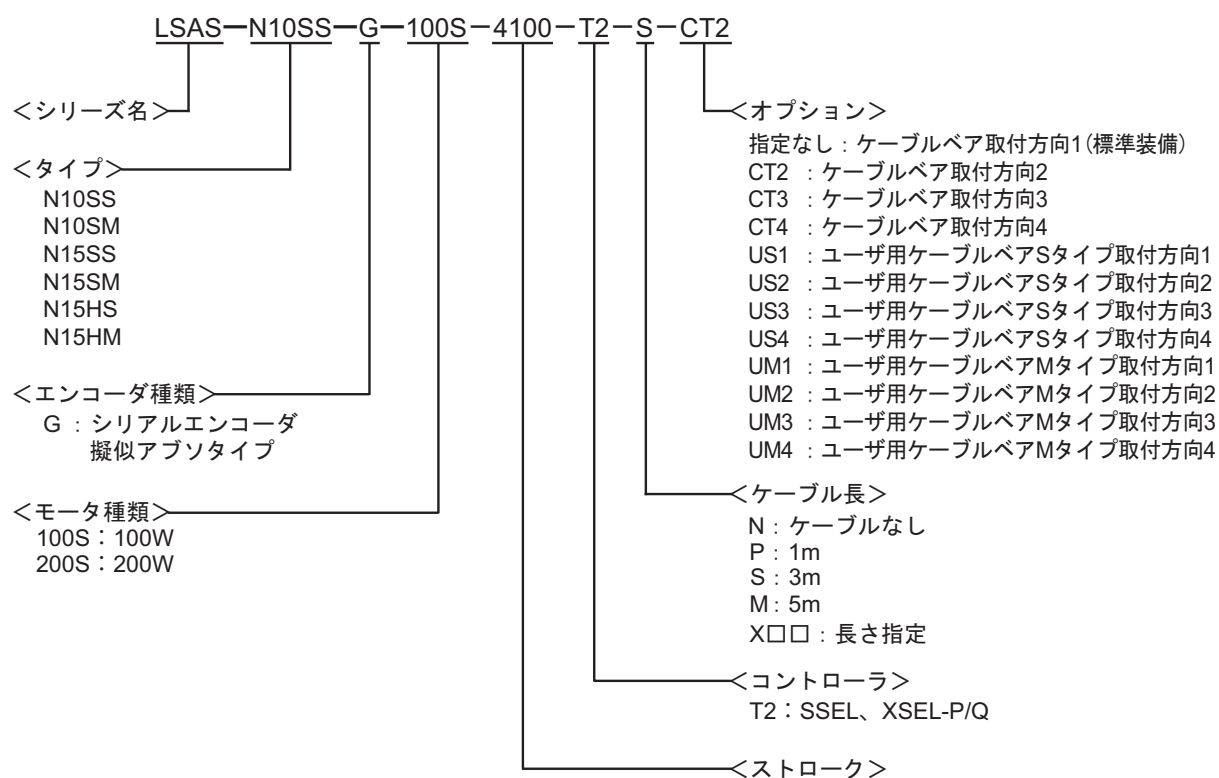 LSAS－N10SS－G－100S－4100－T2－S－CT2
＜シリーズ名＞
＜タイプ＞
N10SS
N10SM
N15SS
N15SM
N15HS
N15HM
＜エンコーダ種類＞
G ：シリアルエンコーダ
擬似アブソタイプ
＜モータ種類＞
100S：100W
200S：200W
＜オプション＞
指定なし：ケーブルベア取付方向1(標準装備)
CT2 ：ケーブルベア取付方向2
CT3 ：ケーブルベア取付方向3
CT4 ：ケーブルベア取付方向4
US1 ：ユーザ用ケーブルベアSタイプ取付方向1
US2 ：ユーザ用ケーブルベアSタイプ取付方向2
US3 ：ユーザ用ケーブルベアSタイプ取付方向3
US4 ：ユーザ用ケーブルベアSタイプ取付方向4
UM1 ：ユーザ用ケーブルベアMタイプ取付方向1
UM2 ：ユーザ用ケーブルベアMタイプ取付方向2
UM3 ：ユーザ用ケーブルベアMタイプ取付方向3
UM4 ：ユーザ用ケーブルベアMタイプ取付方向4
＜ケーブル長＞
N：ケーブルなし
P：1m
S：3m
M：5m
X□□：長さ指定
＜コントローラ＞
T2：SSEL、XSEL-P/Q
＜ストローク＞